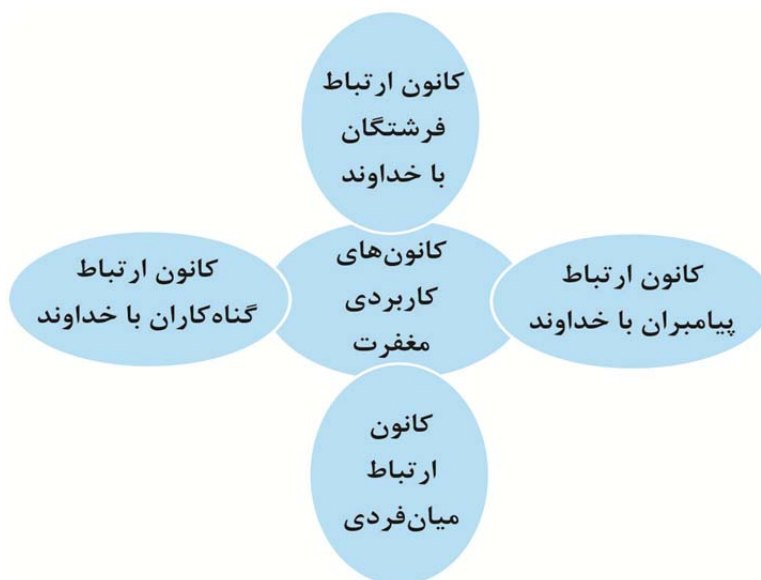 کانون ارتباط
فرشتگان
با خداوند
کانون ارتباط
پیامبران با خداوند
کانون‌های
کاربردی
مغفرت
کانون ارتباط
گناه‌کاران با خداوند
کانون
ارتباط
میان‌فردی